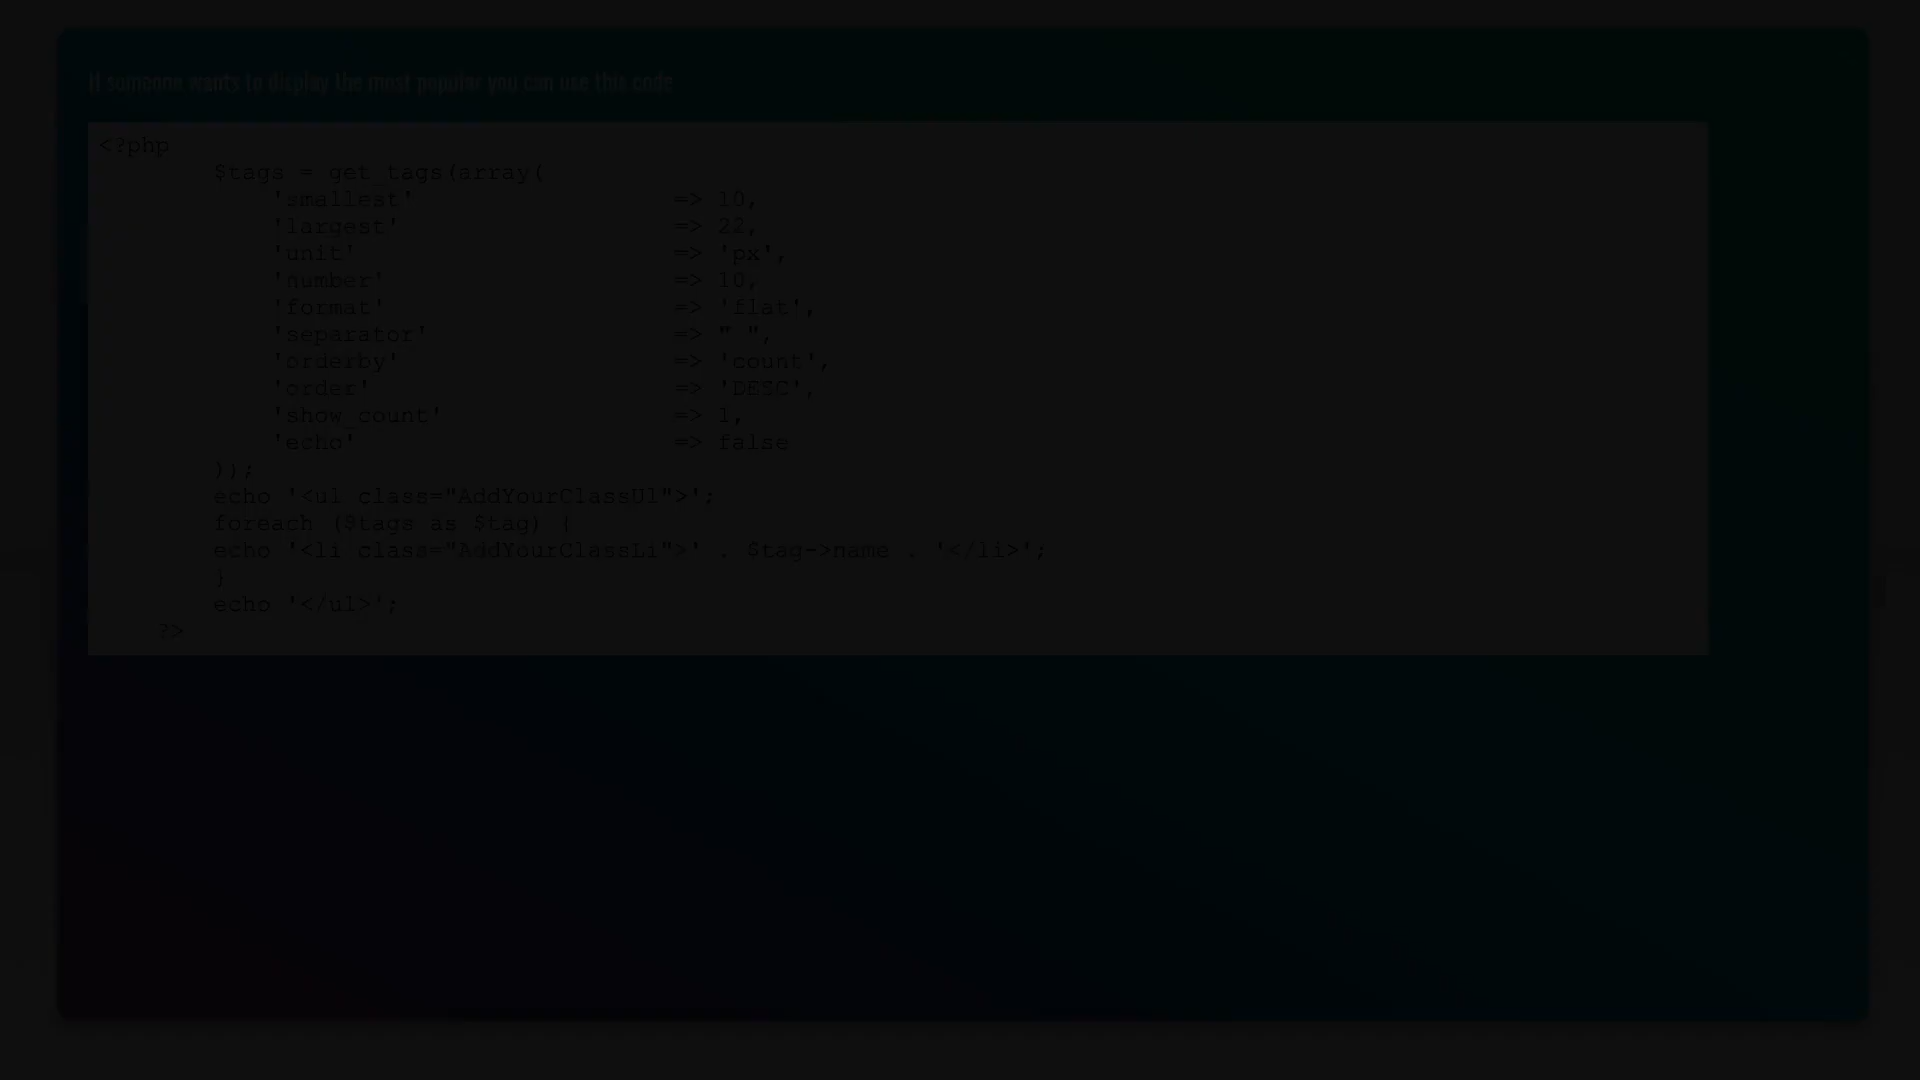 If someone wants to display the most popular you can use this code
<?php
$tags = get_tags(array(
'smallest' => 10,
'largest' => 22,
'unit' => 'px',
'number' => 10,
'format' => 'flat',
'separator' => " ",
'orderby' => 'count',
'order' => 'DESC',
'show_count' => 1,
'echo' => false
));
echo '<ul class="AddYourClassUl">';
foreach ($tags as $tag) {
echo '<li class="AddYourClassLi">' . $tag->name . '</li>';
}
echo '</ul>';
?>